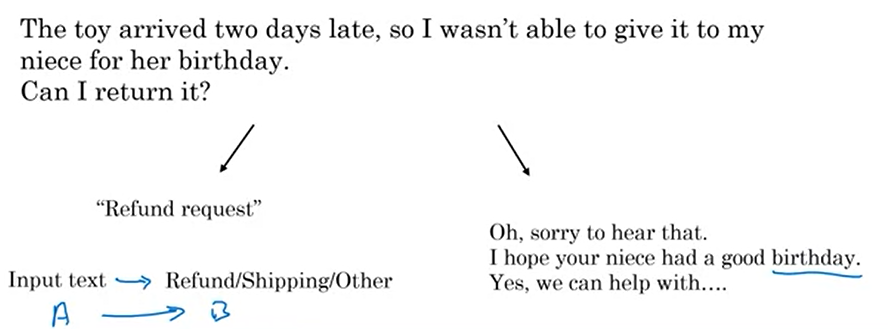 The toy arrived two days late, so I wasn't able to give it to my
niece for her birthday.
Can I return it?
“Refund request”
Input text → Refund/Shipping/Other
A → B
Oh, sorry to hear that.
I hope your niece had a good birthday.
Yes, we can help with....